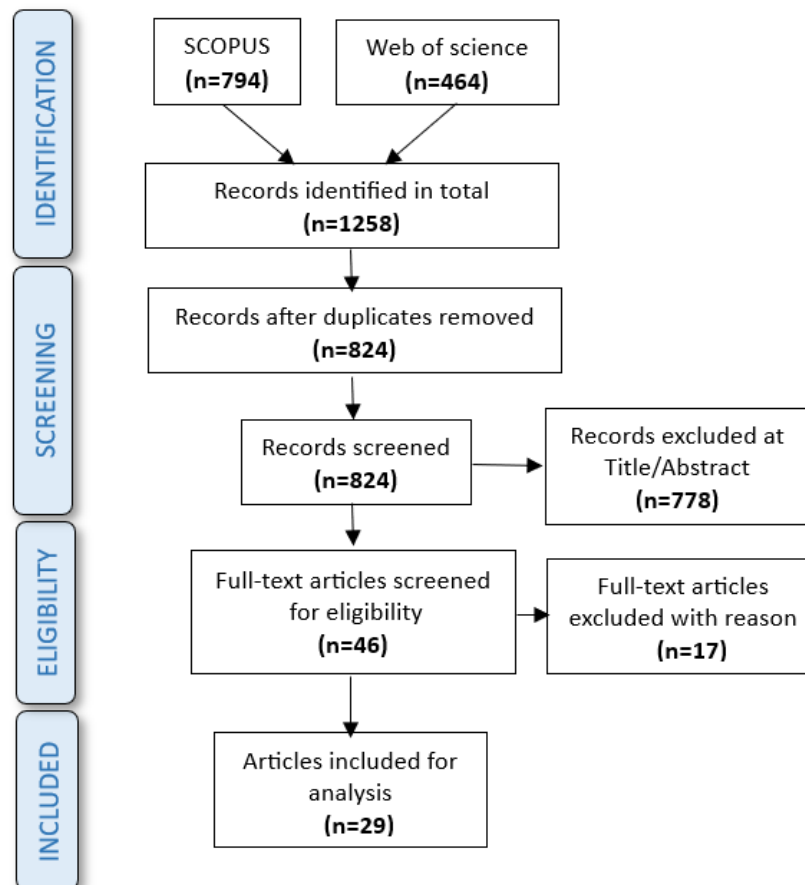 IDENTIFICATION
SCOPUS
(n=794)
Web of science
(n=464)
Records identified in total
(n=1258)
SCREENING
Records after duplicates removed
(n=824)
Records screened
(n=824)
Records excluded at
Title/Abstract
(n=778)
ELIGIBILITY
Full-text articles screened
for eligibility
(n=46)
Full-text articles
excluded with reason
(n=17)
INCLUDED
Articles included for
analysis
(n=29)